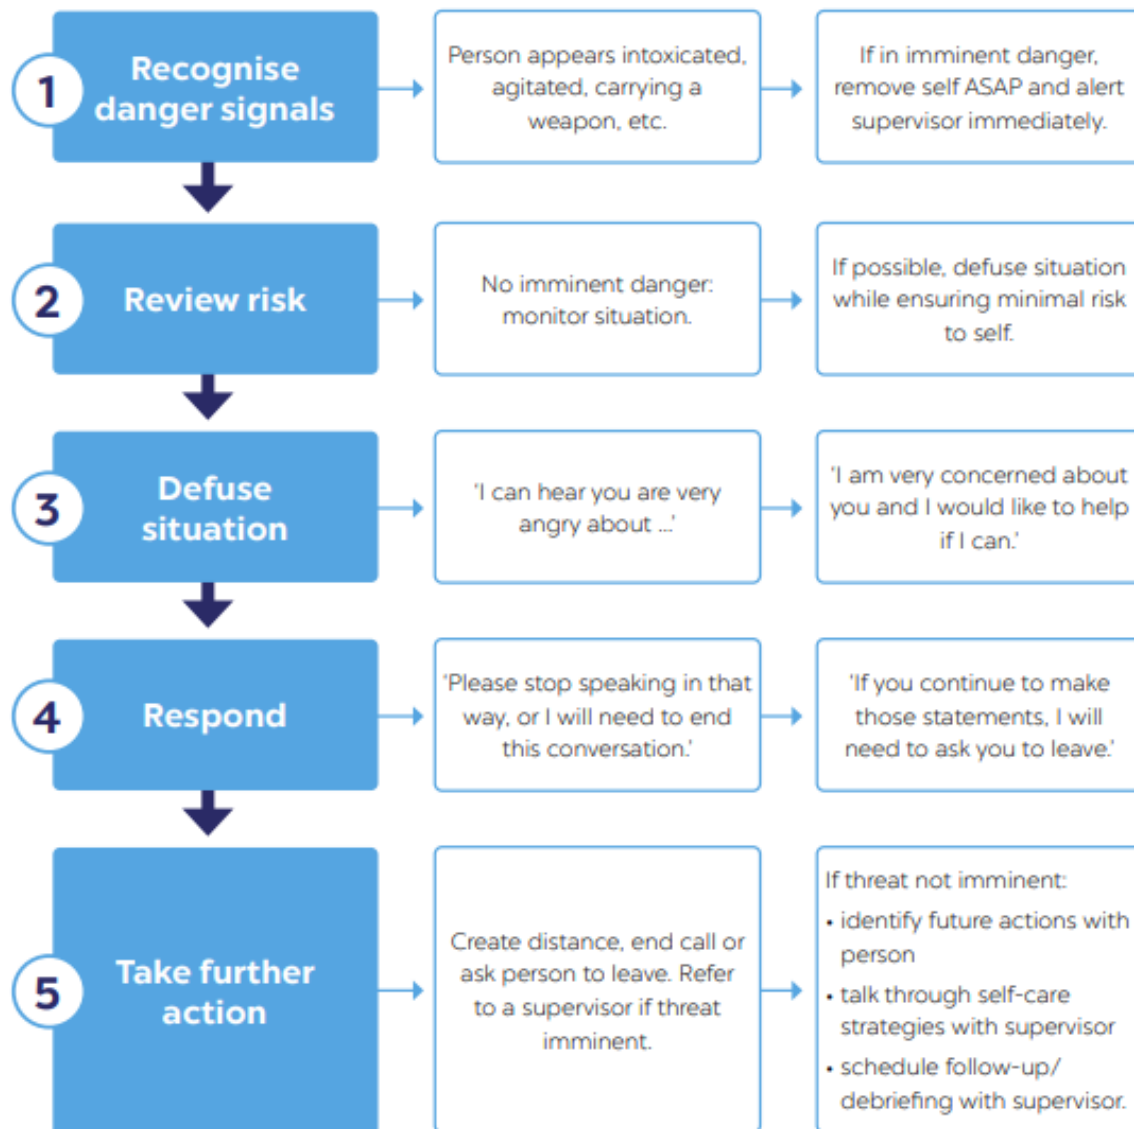 1
Recognise
danger signals
Person appears intoxicated,
agitated, carrying a
weapon, etc.
If in imminent danger,
remove self ASAP and alert
supervisor immediately.
2
Review risk
No imminent danger:
monitor situation.
If possible, defuse situation
while ensuring minimal risk
to self.
3
Defuse
situation
'I can hear you are very
angry about ...'
'I am very concerned about
you and I would like to help
if I can.'
4
Respond
'Please stop speaking in that
way, or I will need to end
this conversation.'
'If you continue to make
those statements, I will
need to ask you to leave.'
5
Take further
action
Create distance, end call or
ask person to leave. Refer
to a supervisor if threat
imminent.
If threat not imminent:
• identify future actions with
person
• talk through self-care
strategies with supervisor
• schedule follow-up/
debriefing with supervisor.